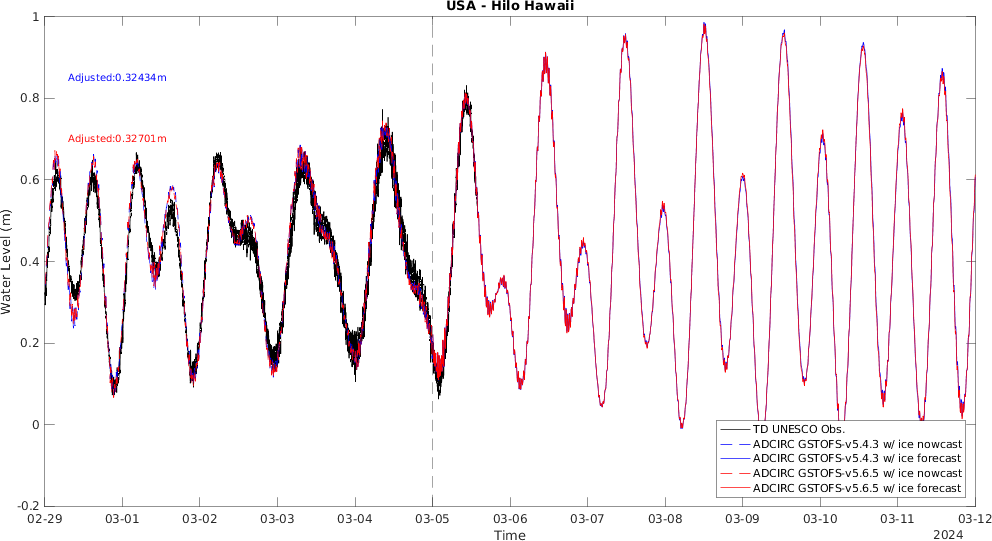 USA - Hilo Hawaii
1
0.8
0.6
0.4
0.2
0
-0.2
Water Level (m)
Adjusted:0.32434m
Adjusted:0.32701m
TD UNESCO Obs.
ADCIRC GSTOFS-v5.4.3 w/ ice nowcast
ADCIRC GSTOFS-v5.4.3 w/ ice forecast
ADCIRC GSTOFS-v5.6.5 w/ ice nowcast
ADCIRC GSTOFS-v5.6.5 w/ ice forecast
02-29 03-01 03-02 03-03 03-04 03-05 03-06 03-07 03-08 03-09 03-10 03-11 03-12
Time
2024